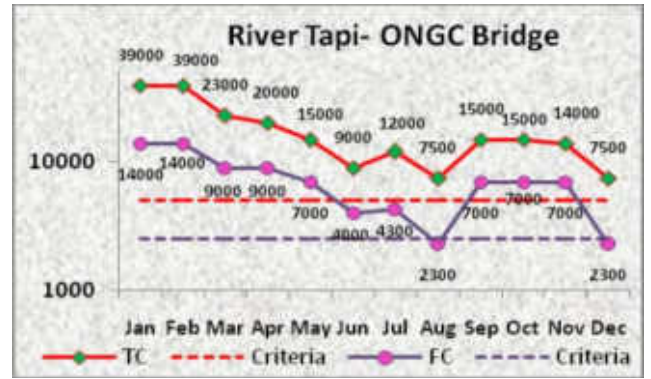 River Tapi- ONGC Bridge
39000 39000 23000 20000 15000 9000 12000 7500 15000 15000 14000 7500
10000
14000 14000 9000 9000 7000 4000 4300 2300 7000 7000 7000 2300
1000
Jan Feb Mar Apr May Jun Jul Aug Sep Oct Nov Dec
TC Criteria FC Criteria